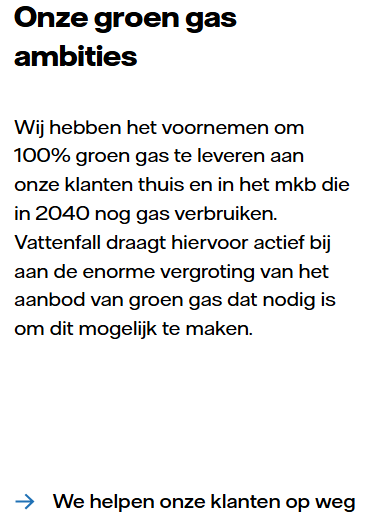 Onze groen gas
ambities
Wij hebben het voornemen om
100% groen gas te leveren aan
onze klanten thuis en in het mkb die
in 2040 nog gas verbruiken.
Vattenfall draagt hiervoor actief bij
aan de enorme vergroting van het
aanbod van groen gas dat nodig is
om dit mogelijk te maken.
→ We helpen onze klanten op weg